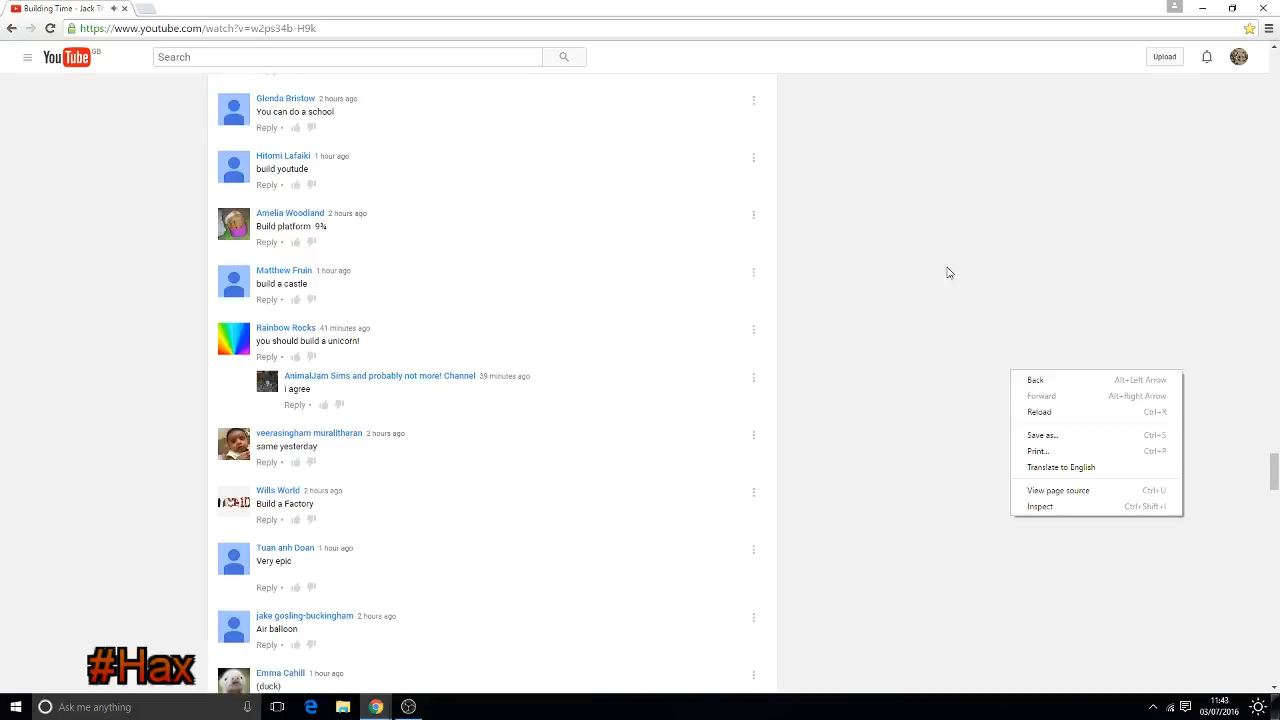 Building Time - Jack Th
https://www.youtube.com/watch?v=w2ps34b-H9k
YouTube GB
Search
Upload
Glenda Bristow 2 hours ago
You can do a school
Reply •
Hitomi Lafaiki 1 hour ago
build youtude
Reply •
Amelia Woodland 2 hours ago
Build platform 9¾
Reply •
Matthew Fruin 1 hour ago
build a castle
Reply •
Rainbow Rocks 41 minutes ago
you should build a unicorn!
Reply •
AnimalJam Sims and probably not more! Channel 39 minutes ago
i agree
Reply •
Back Alt+Left Arrow
Forward Alt+Right Arrow
Reload Ctrl+R
Save as... Ctrl+S
Print... Ctrl+P
Translate to English
View page source Ctrl+U
Inspect Ctrl+Shift+I
veerasingham muralitharan 2 hours ago
same yesterday
Reply •
Wills World 2 hours ago
Build a Factory
Reply •
Tuan anh Doan 1 hour ago
Very epic
Reply •
jake gosling-buckingham 2 hours ago
Air balloon
Reply •
Emma Cahill 1 hour ago
(duck)
#Hax
Ask me anything
11:43
03/07/2016